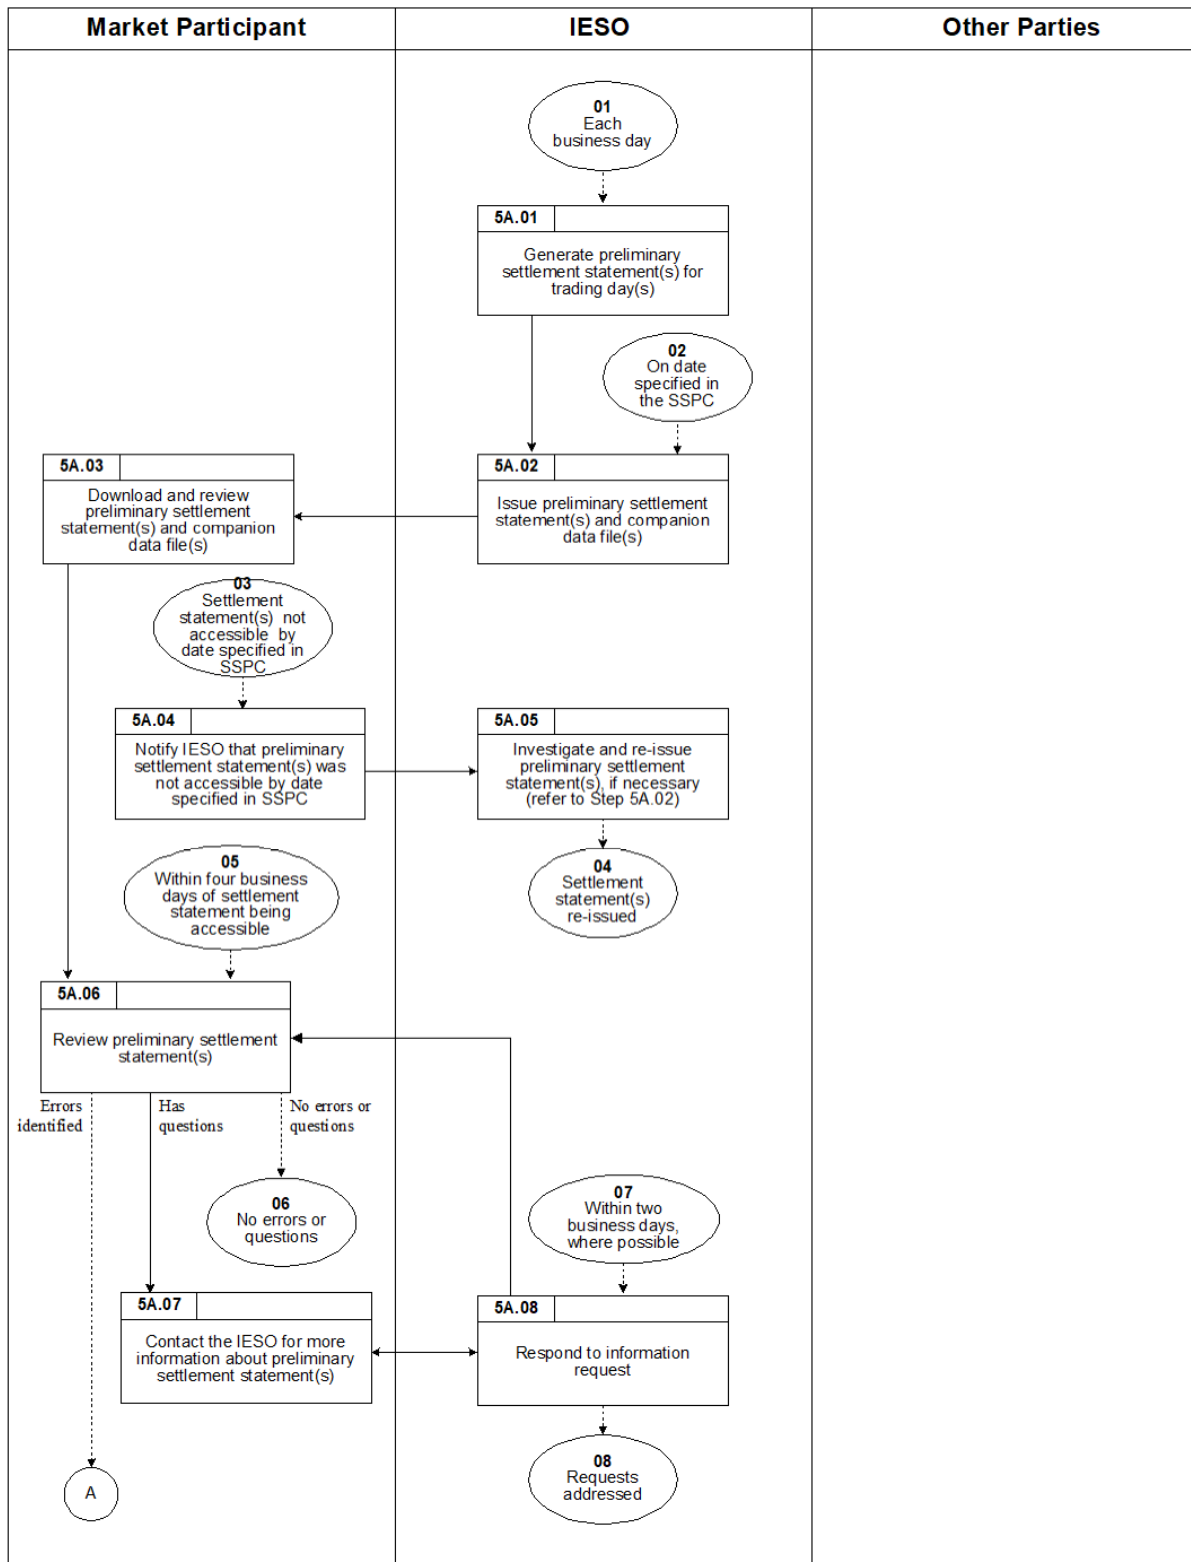 Market Participant
IESO
Other Parties
01
Each
business day
5A.01
Generate preliminary
settlement statement(s) for
trading day(s)
02
On date
specified in
the SSPC
5A.03
Download and review
preliminary settlement
statement(s) and companion
data file(s)
5A.02
Issue preliminary settlement
statement(s) and companion
data file(s)
03
Settlement
statement(s) not
accessible by
date specified in
SSPC
5A.04
Notify IESO that preliminary
settlement statement(s) was
not accessible by date
specified in SSPC
5A.05
Investigate and re-issue
preliminary settlement
statement(s), if necessary
(refer to Step 5A.02)
05
Within four business
days of settlement
statement being
accessible
04
Settlement
statement(s)
re-issued
5A.06
Review preliminary settlement
statement(s)
Errors
identified
Has
questions
No errors or
questions
06
No errors or
questions
07
Within two
business days,
where possible
5A.07
Contact the IESO for more
information about preliminary
settlement statement(s)
5A.08
Respond to information
request
A
08
Requests
addressed